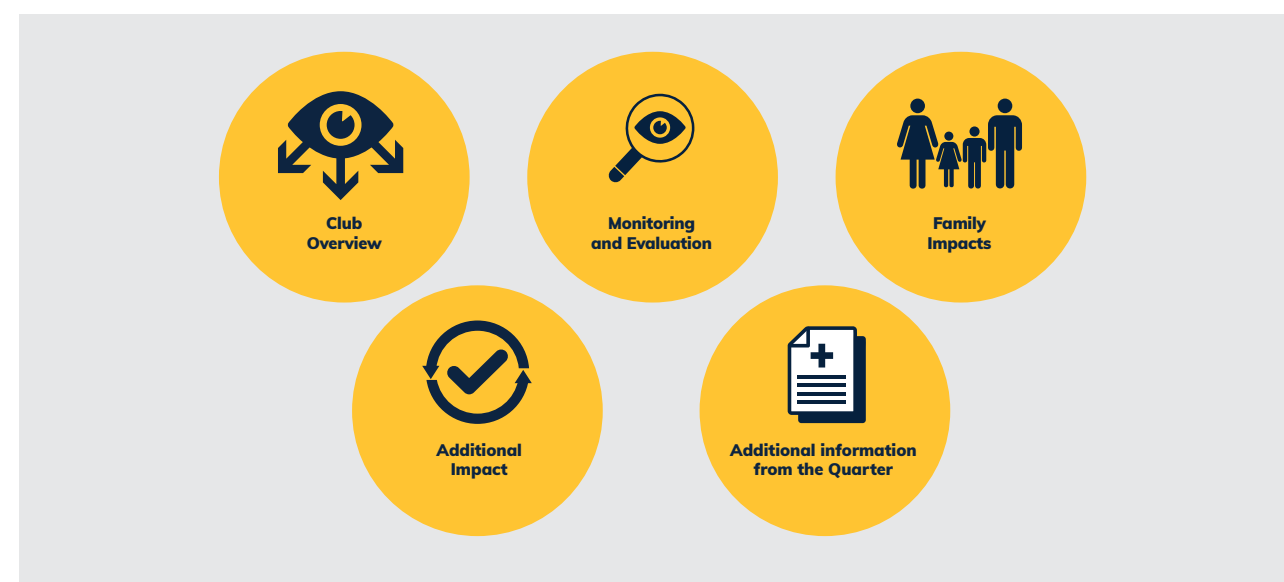 Club
Overview
Monitoring
and Evaluation
Family
Impacts
Additional
Impact
Additional information
from the Quarter